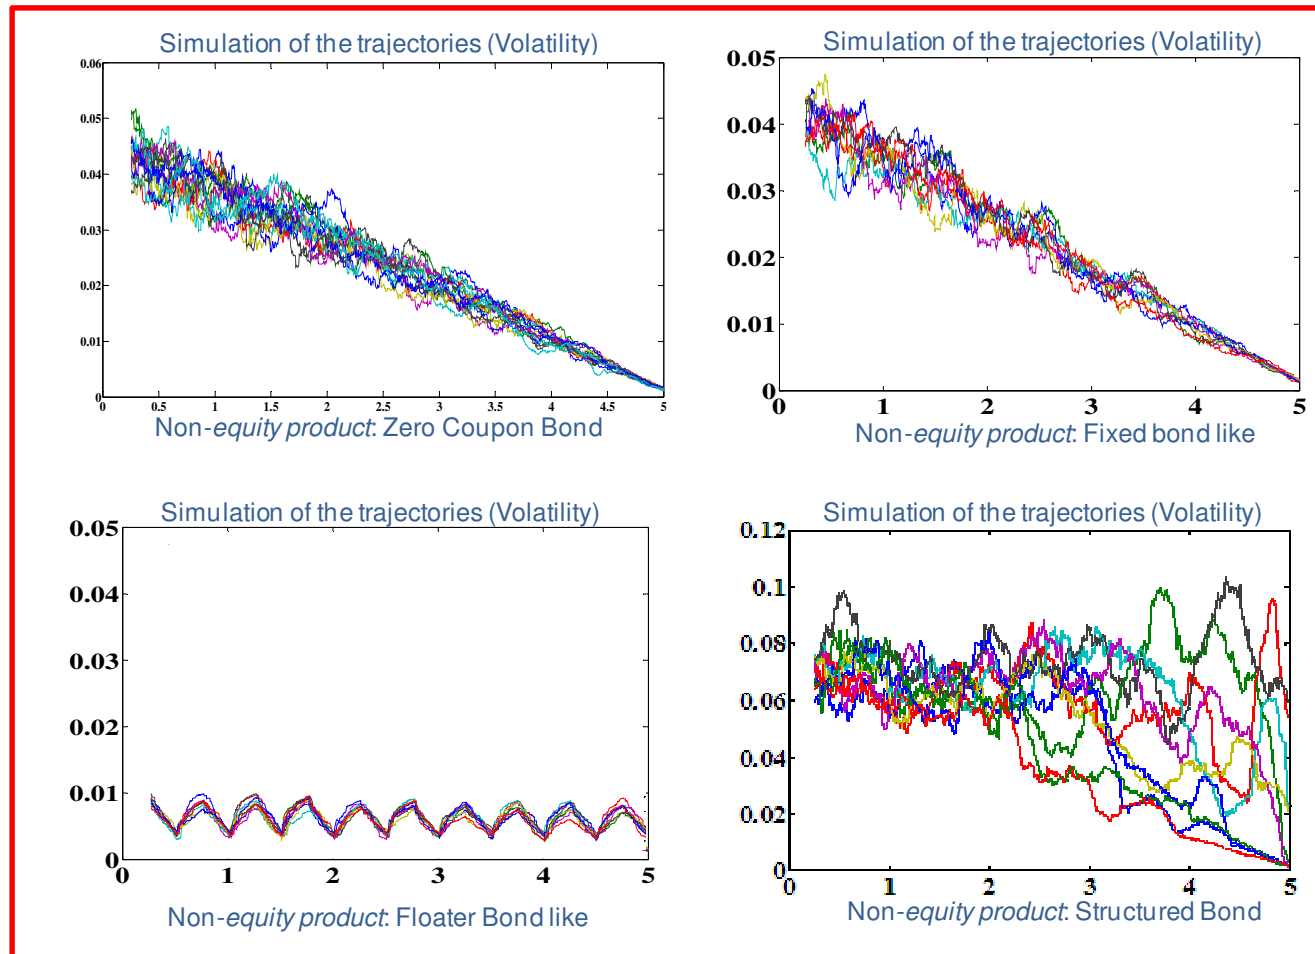 Simulation of the trajectories (Volatility)
0.06
0.05
0.04
0.03
0.02
0.01
0
0 0.5 1 1.5 2 2.5 3 3.5 4 4.5 5
Non-equity product: Zero Coupon Bond
Simulation of the trajectories (Volatility)
0.05
0.04
0.03
0.02
0.01
0
0 1 2 3 4 5
Non-equity product: Fixed bond like
Simulation of the trajectories (Volatility)
0.05
0.04
0.03
0.02
0.01
0
0 1 2 3 4 5
Non-equity product: Floater Bond like
Simulation of the trajectories (Volatility)
0.12
0.1
0.08
0.06
0.04
0.02
0
0 1 2 3 4 5
Non-equity product: Structured Bond